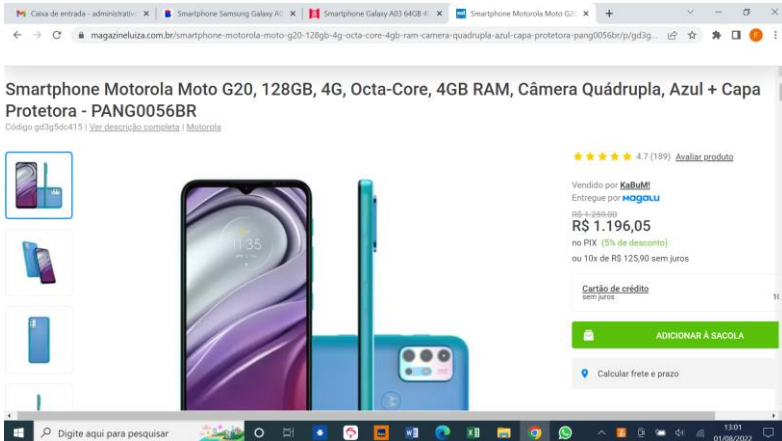 Caixa de entrada - administrativ
Smartphone Samsung Galaxy A0
Smartphone Galaxy A03 64GB 4G
Smartphone Motorola Moto G20
magazineluiza.com.br/smartphone-motorola-moto-g20-128gb-4g-octa-core-4gb-ram-camera-quadrupla-azul-capa-protetora-pang0056br/p/gd3g...
Smartphone Motorola Moto G20, 128GB, 4G, Octa-Core, 4GB RAM, Câmera Quádrupla, Azul + Capa
Protetora - PANG0056BR
Código gd3g5dc415 | Ver descrição completa | Motorola
4.7 (189) Avaliar produto
Vendido por KaBuM!
Entregue por Magalu
R$ 1.259,00
R$ 1.196,05
no PIX (5% de desconto)
ou 10x de R$ 125,90 sem juros
Cartão de crédito
sem juros
11:35
ADICIONAR À SACOLA
Calcular frete e prazo
Digite aqui para pesquisar
13:01
01/08/2022